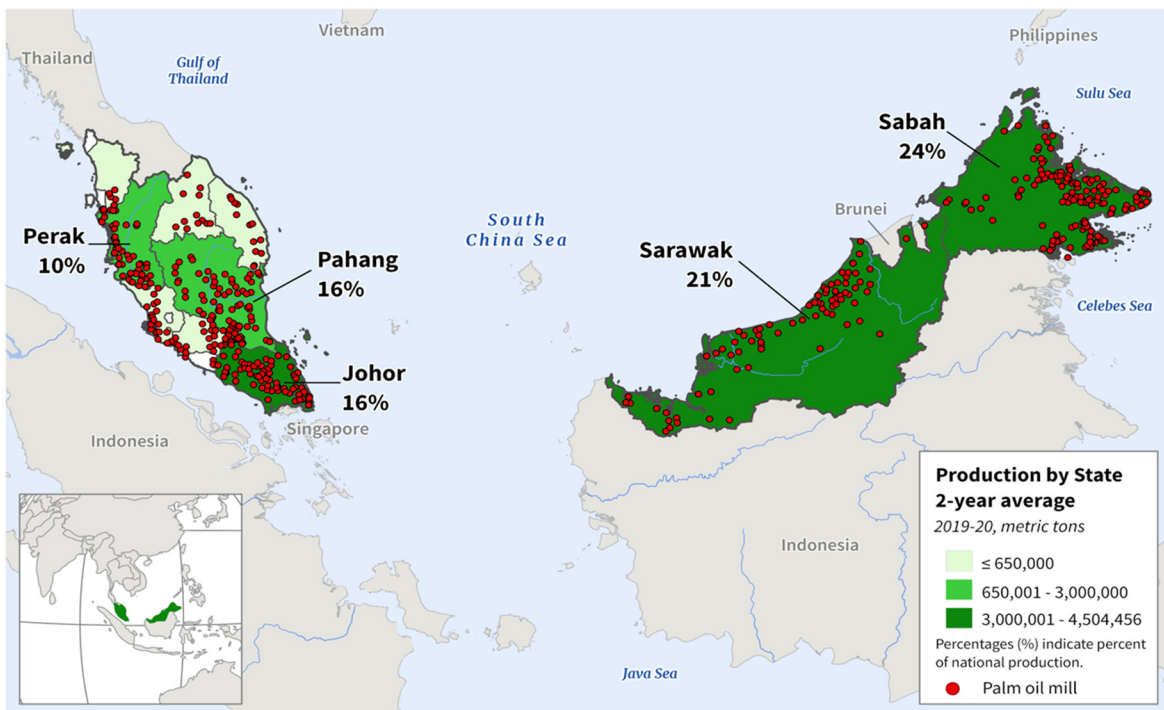 Vietnam
Philippines
Thailand
Gulf of
Thailand
Sulu Sea
Sabah
24%
Brunei
South
China Sea
Perak
10%
Pahang
16%
Sarawak
21%
Celebes Sea
Johor
16%
Singapore
Indonesia
Indonesia
Java Sea
Production by State
2-year average
2019-20, metric tons
≤ 650,000
650,001 - 3,000,000
3,000,001 - 4,504,456
Percentages (%) indicate percent
of national production.
Palm oil mill